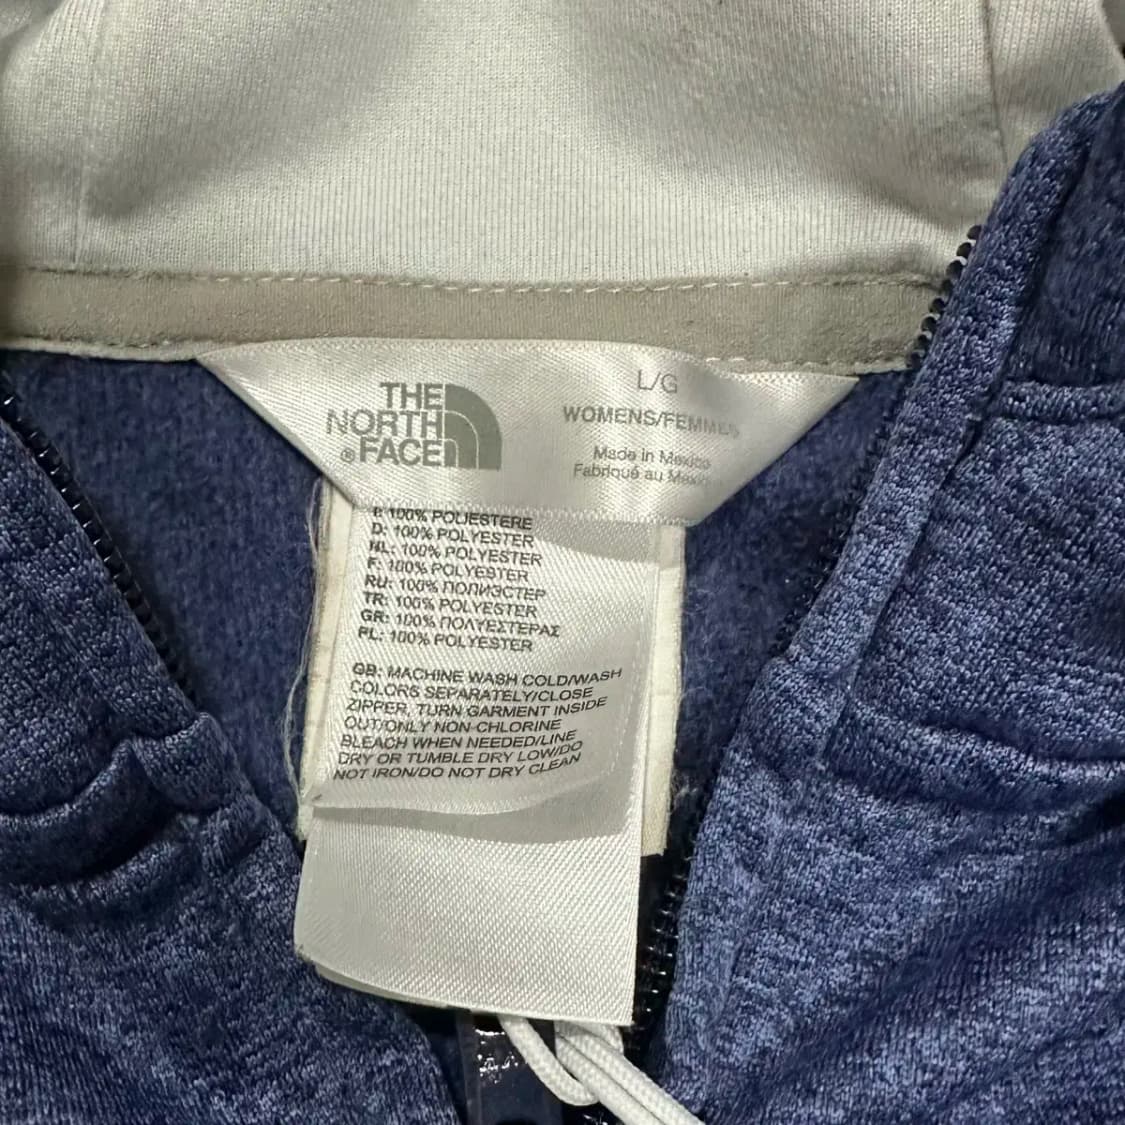 THE
NORTH
® FACE
L/G
WOMENS/FEMMES
Made in Mexico
Fabriqué au Mexique
I: 100% POLIESTERE
D: 100% POLYESTER
NL: 100% POLYESTER
F: 100% POLYESTER
RU: 100% ПОЛИЭСТЕР
TR: 100% POLYESTER
GR: 100% ΠΟΛΥΕΣΤΕΡΑΣ
PL: 100% POLYESTER
GB: MACHINE WASH COLD/WASH
COLORS SEPARATELY/CLOSE
ZIPPER, TURN GARMENT INSIDE
OUT/ONLY NON-CHLORINE
BLEACH WHEN NEEDED/LINE
DRY OR TUMBLE DRY LOW/DO
NOT IRON/DO NOT DRY CLEAN